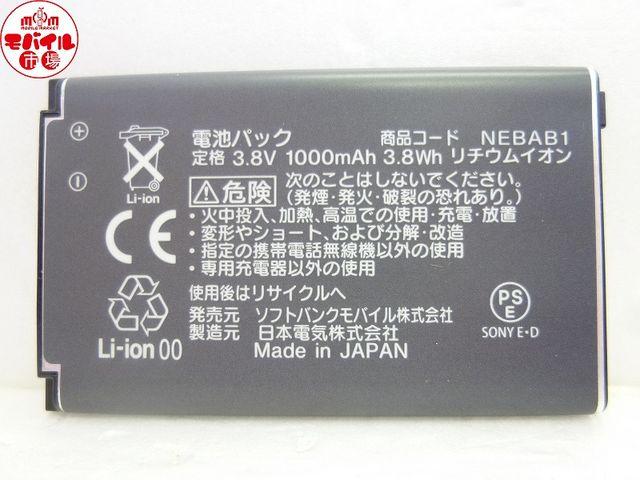 mm
MOBILE MARKET
モバイル
市場
電池パック 商品コード NEBAB1
定格 3.8V 1000mAh 3.8Wh リチウムイオン
Li-ion
⚠危険 次のことはしないでください。
(発煙・発火・破裂の恐れあり。)
・火中投入、加熱、高温での使用・充電・放置
・変形やショート、および分解・改造
・指定の携帯電話無線機以外の使用
・専用充電器以外の使用
CE
使用後はリサイクルへ
発売元 ソフトバンクモバイル株式会社
製造元 日本電気株式会社
Made in JAPAN
Li-ion 00
PS
E
SONY E・D